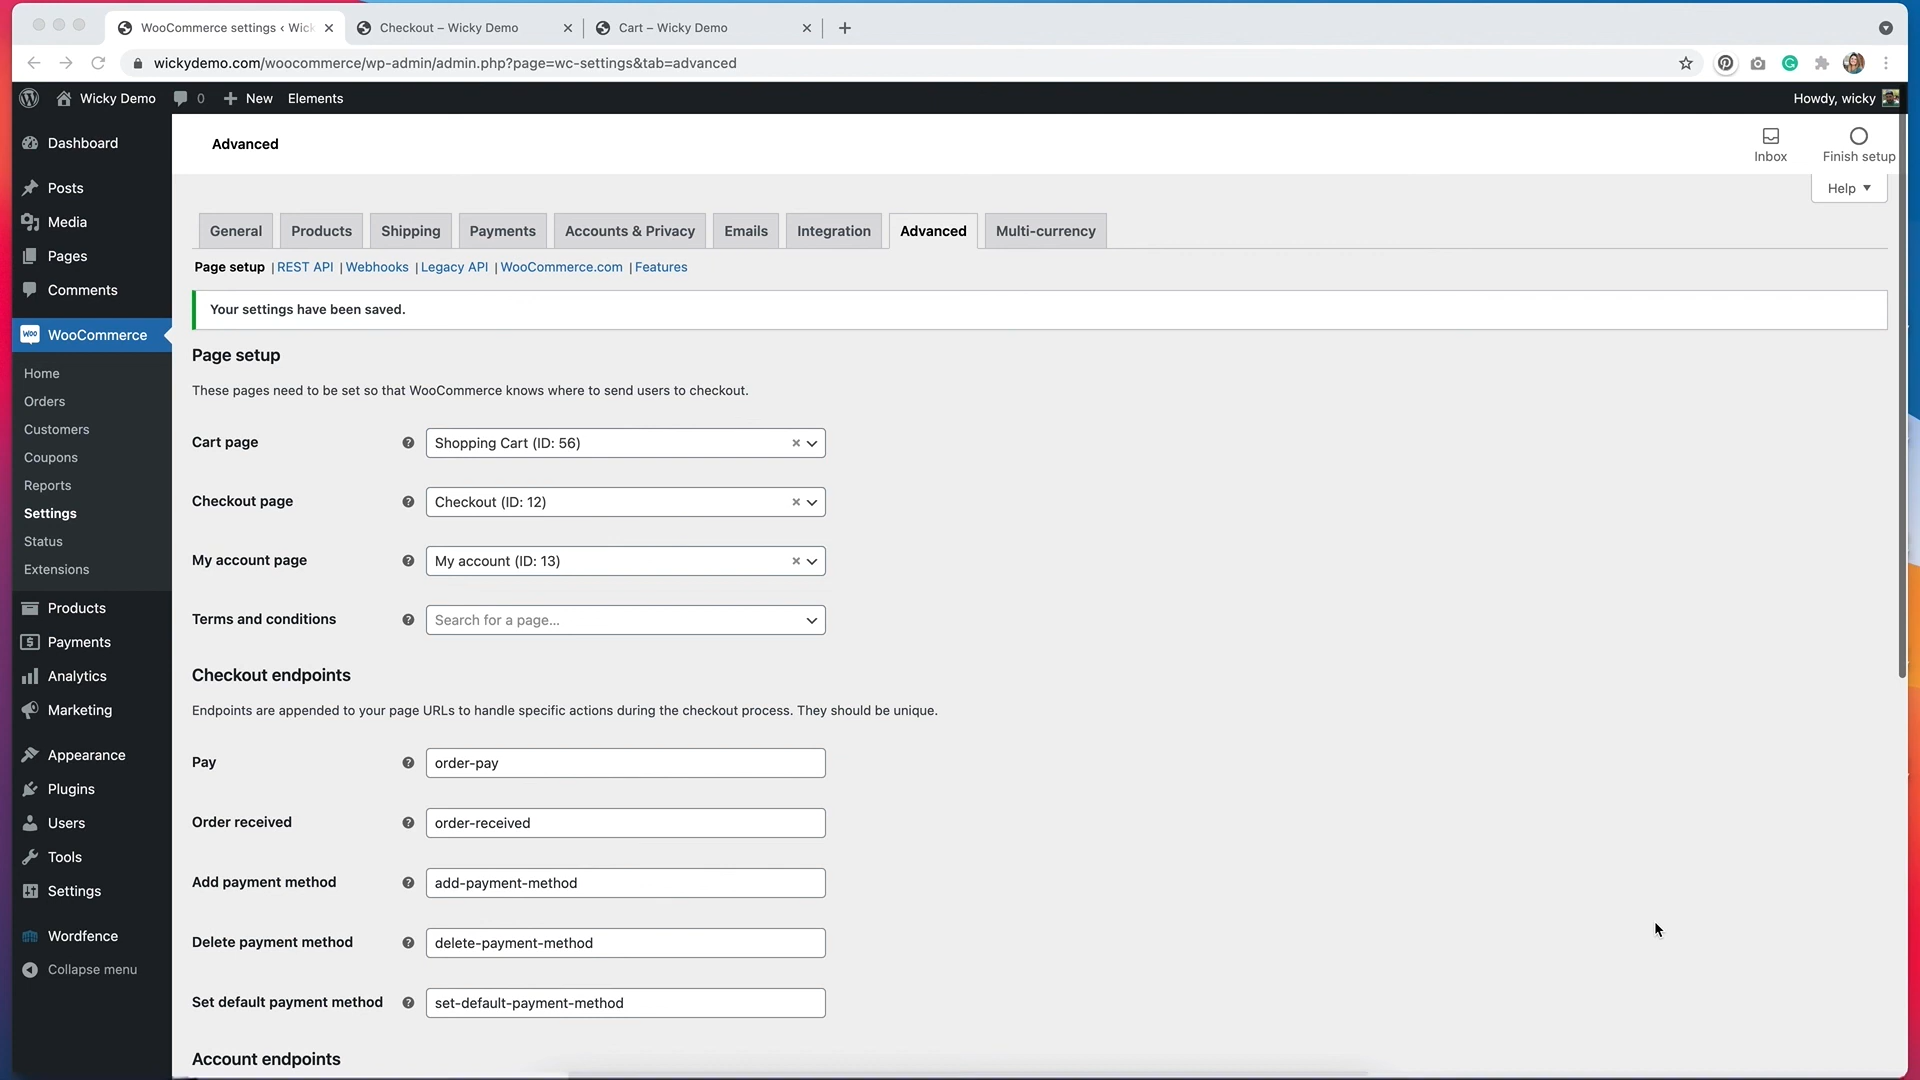 WooCommerce settings ‹ Wick
Checkout – Wicky Demo
Cart – Wicky Demo
wickydemo.com/woocommerce/wp-admin/admin.php?page=wc-settings&tab=advanced
Wicky Demo
0
New
Elements
Howdy, wicky
Dashboard
Posts
Media
Pages
Comments
Woo WooCommerce
Home
Orders
Customers
Coupons
Reports
Settings
Status
Extensions
Products
Payments
Analytics
Marketing
Appearance
Plugins
Users
Tools
Settings
Wordfence
Collapse menu
Advanced
Inbox
Finish setup
Help
General
Products
Shipping
Payments
Accounts & Privacy
Emails
Integration
Advanced
Multi-currency
Page setup | REST API | Webhooks | Legacy API | WooCommerce.com | Features
Your settings have been saved.
Page setup
These pages need to be set so that WooCommerce knows where to send users to checkout.
Cart page
Shopping Cart (ID: 56)
Checkout page
Checkout (ID: 12)
My account page
My account (ID: 13)
Terms and conditions
Search for a page...
Checkout endpoints
Endpoints are appended to your page URLs to handle specific actions during the checkout process. They should be unique.
Pay
order-pay
Order received
order-received
Add payment method
add-payment-method
Delete payment method
delete-payment-method
Set default payment method
set-default-payment-method
Account endpoints